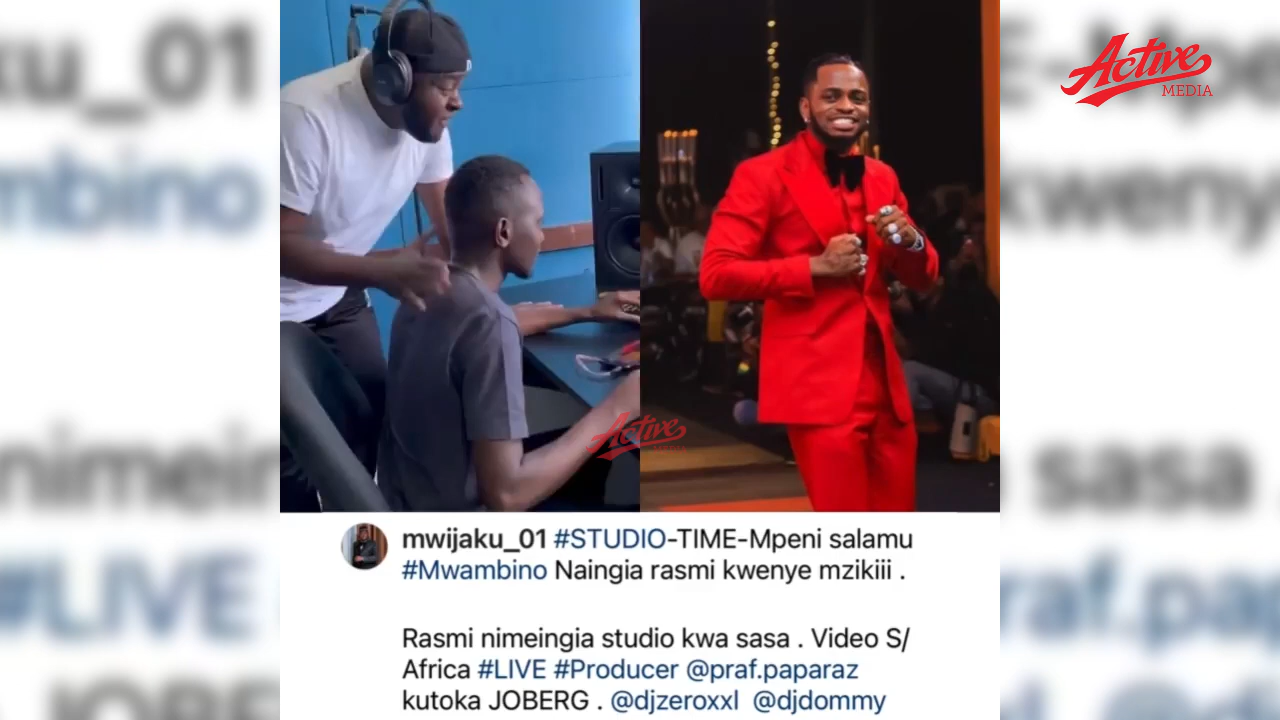 Active
MEDIA
Active
mwijaku_01 #STUDIO-TIME-Mpeni salamu
#Mwambino Naingia rasmi kwenye mzikiii .
Rasmi nimeingia studio kwa sasa . Video S/
Africa #LIVE #Producer @praf.paparaz
kutoka JOBERG . @djzeroxxl @djdommy